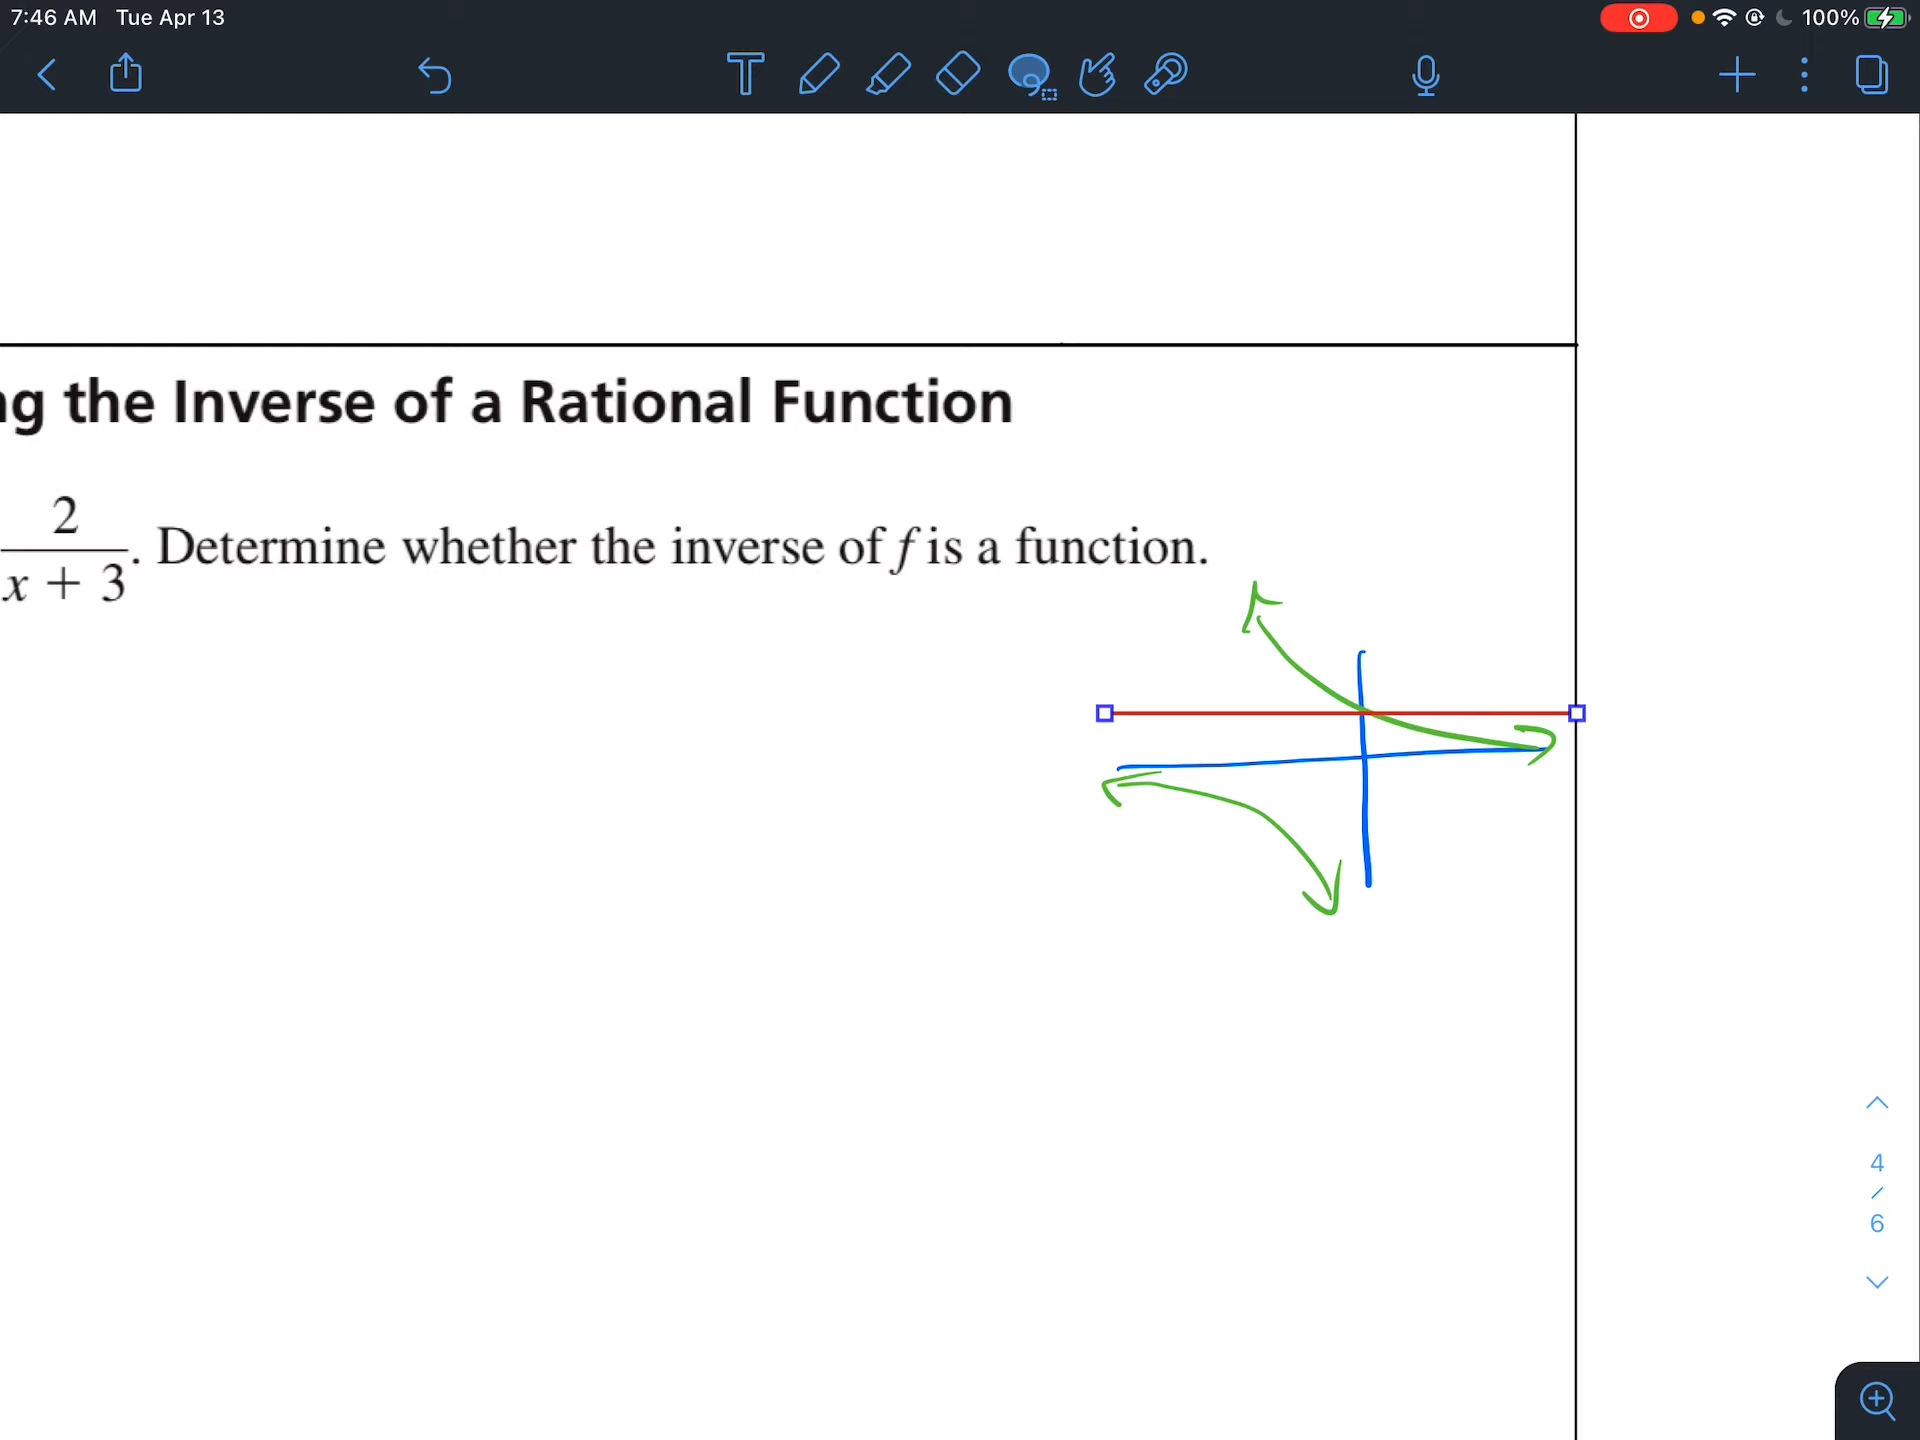 7:46 AM Tue Apr 13
100%
ng the Inverse of a Rational Function
2
x + 3
. Determine whether the inverse of f is a function.
4
/
6